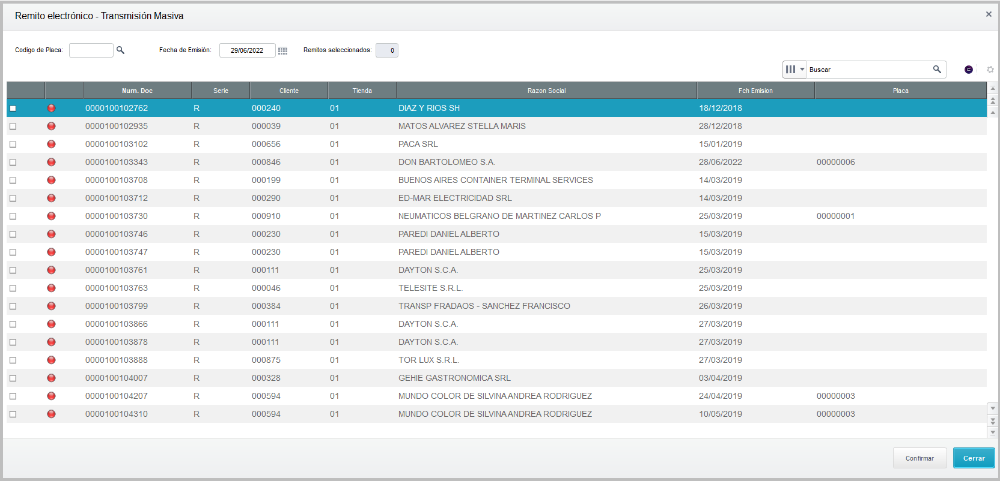 Remito electrónico - Transmisión Masiva
Codigo de Placa: Fecha de Emisión: 29/06/2022 Remitos seleccionados: 0
Buscar
Num. Doc Serie Cliente Tienda Razon Social Fch Emision Placa
0000100102762 R 000240 01 DIAZ Y RIOS SH 18/12/2018
0000100102935 R 000039 01 MATOS ALVAREZ STELLA MARIS 28/12/2018
0000100103102 R 000656 01 PACA SRL 15/01/2019
0000100103343 R 000846 01 DON BARTOLOMEO S.A. 28/06/2022 00000006
0000100103708 R 000199 01 BUENOS AIRES CONTAINER TERMINAL SERVICES 14/03/2019
0000100103712 R 000290 01 ED-MAR ELECTRICIDAD SRL 14/03/2019
0000100103730 R 000910 01 NEUMATICOS BELGRANO DE MARTINEZ CARLOS P 25/03/2019 00000001
0000100103746 R 000230 01 PAREDI DANIEL ALBERTO 15/03/2019
0000100103747 R 000230 01 PAREDI DANIEL ALBERTO 15/03/2019
0000100103761 R 000111 01 DAYTON S.C.A. 25/03/2019
0000100103763 R 000046 01 TELESITE S.R.L. 25/03/2019
0000100103799 R 000384 01 TRANSP FRADAOS - SANCHEZ FRANCISCO 26/03/2019
0000100103866 R 000111 01 DAYTON S.C.A. 27/03/2019
0000100103878 R 000111 01 DAYTON S.C.A. 27/03/2019
0000100103888 R 000875 01 TOR LUX S.R.L. 27/03/2019
0000100104007 R 000328 01 GEHIE GASTRONOMICA SRL 03/04/2019
0000100104207 R 000594 01 MUNDO COLOR DE SILVINA ANDREA RODRIGUEZ 24/04/2019 00000003
0000100104310 R 000594 01 MUNDO COLOR DE SILVINA ANDREA RODRIGUEZ 10/05/2019 00000003
Confirmar Cerrar